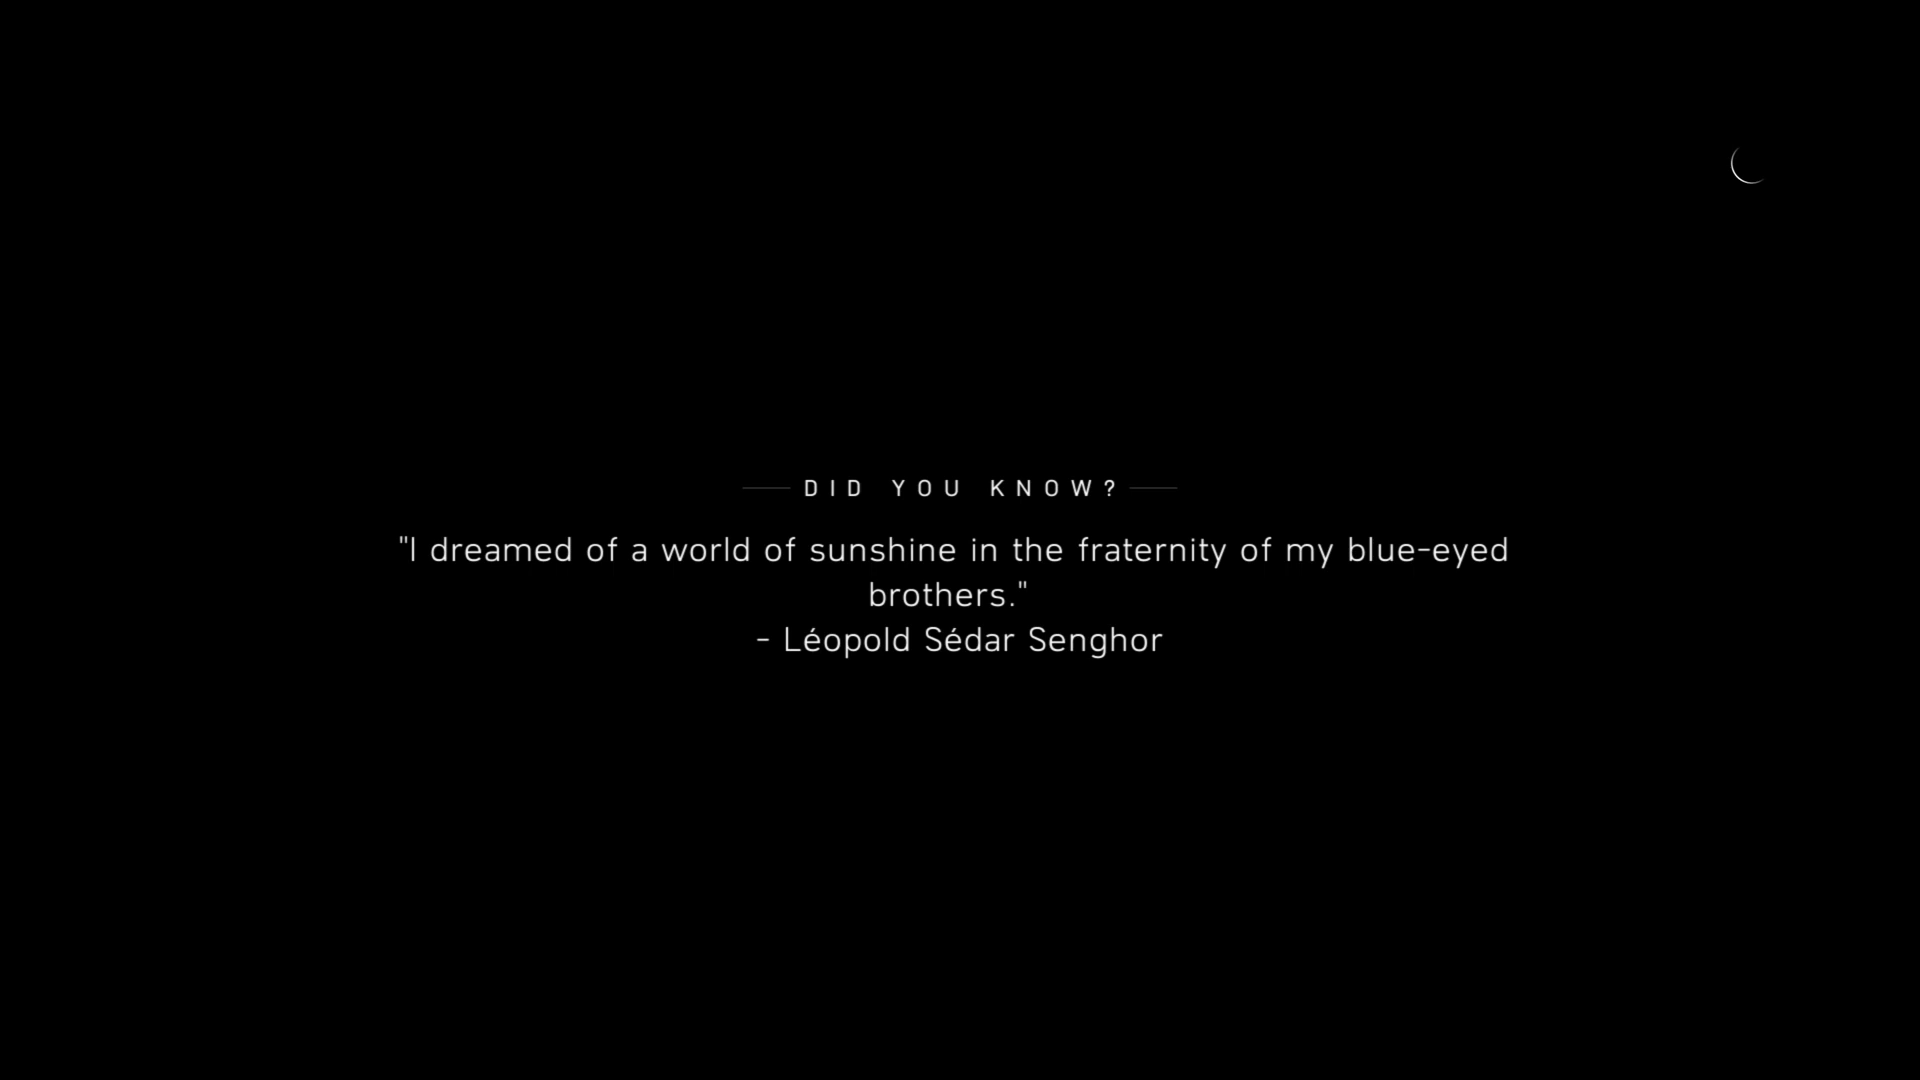 DID YOU KNOW?
"I dreamed of a world of sunshine in the fraternity of my blue-eyed
brothers."
- Léopold Sédar Senghor